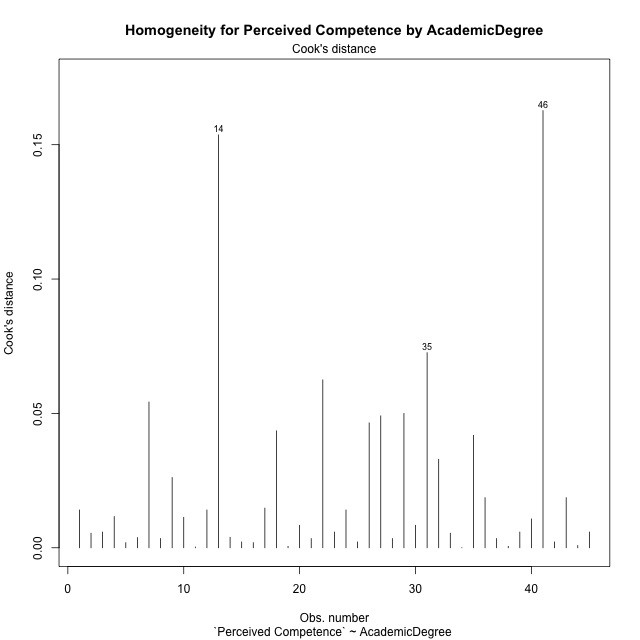 Homogeneity for Perceived Competence by AcademicDegree
Cook's distance
46
14
35
0.15
0.10
0.05
0.00
Cook's distance
0 10 20 30 40
Obs. number
`Perceived Competence` ~ AcademicDegree